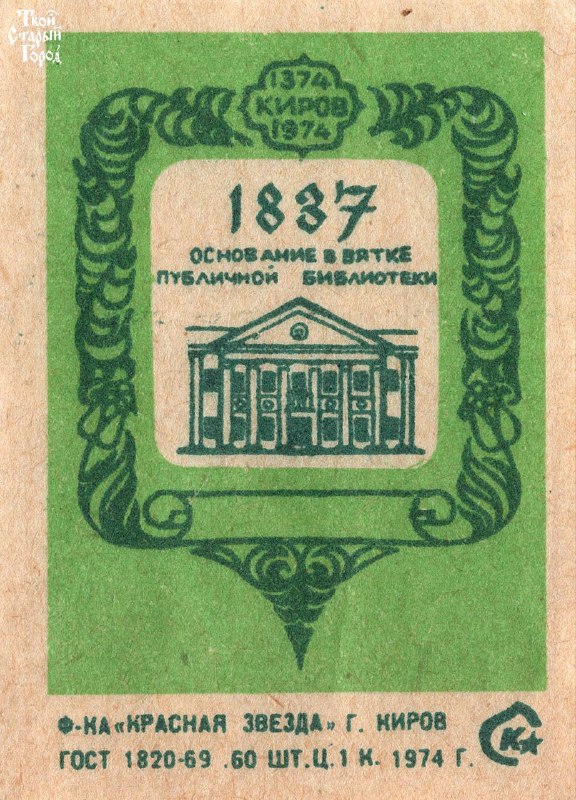 Твой
Старый
Город
1374
КИРОВ
1974
1837
ОСНОВАНИЕ В ВЯТКЕ
ПУБЛИЧНОЙ БИБЛИОТЕКИ
Ф-КА «КРАСНАЯ ЗВЕЗДА» Г. КИРОВ
ГОСТ 1820-69 .60 ШТ.Ц.1 К. 1974 Г.
К